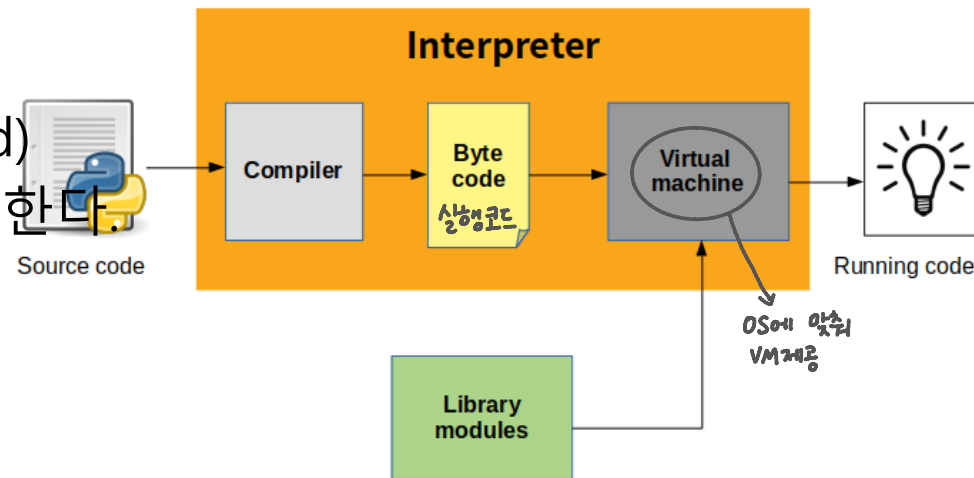 Interpreter
d)
한다.
Source code
Compiler
Byte
code
실행코드
Virtual
machine
Running code
OS에 맞춰
VM제공
Library
modules